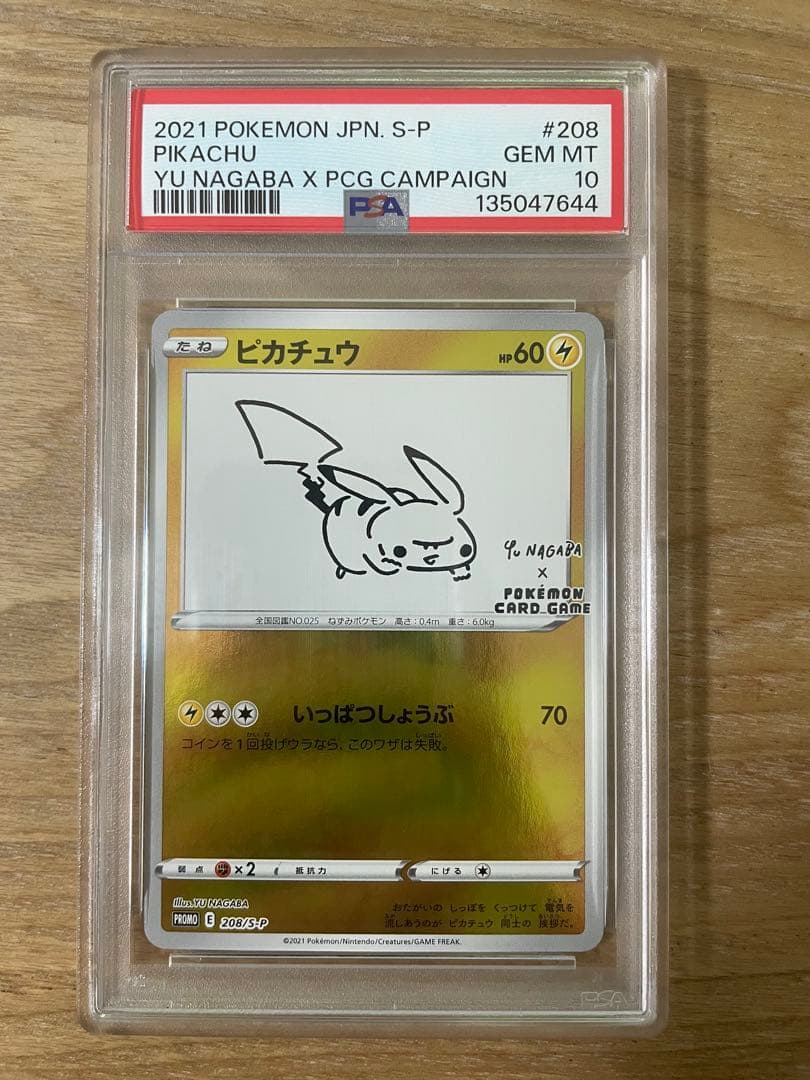 2021 POKEMON JPN. S-P #208
PIKACHU GEM MT
YU NAGABA X PCG CAMPAIGN 10
PSA 135047644
たね ピカチュウ HP60
YU NAGABA
X
POKÉMON
CARD GAME
全国図鑑NO.025 ねずみポケモン 高さ:0.4m 重さ:6.0kg
いっぱつしょうぶ 70
コインを1回投げウラなら、このワザは失敗。
弱点 ×2 抵抗力 にげる
Illus.YU NAGABA
PROMO E 208/S-P
おたがいの しっぽを くっつけて 電気を
流しあうのが ピカチュウ 同士の 挨拶だ。
©2021 Pokémon/Nintendo/Creatures/GAME FREAK.
PSA